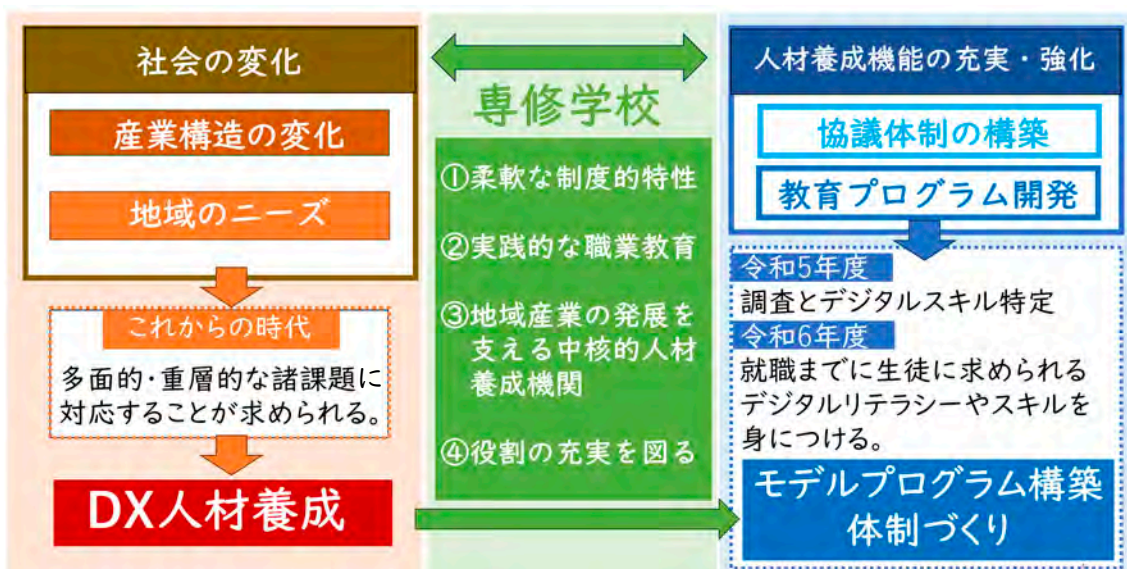 社会の変化
産業構造の変化
地域のニーズ
これからの時代
多面的・重層的な諸課題に
対応することが求められる。
DX人材養成
専修学校
①柔軟な制度的特性
②実践的な職業教育
③地域産業の発展を
支える中核的人材
養成機関
④役割の充実を図る
人材養成機能の充実・強化
協議体制の構築
教育プログラム開発
令和5年度
調査とデジタルスキル特定
令和6年度
就職までに生徒に求められる
デジタルリテラシーやスキルを
身につける。
モデルプログラム構築
体制づくり